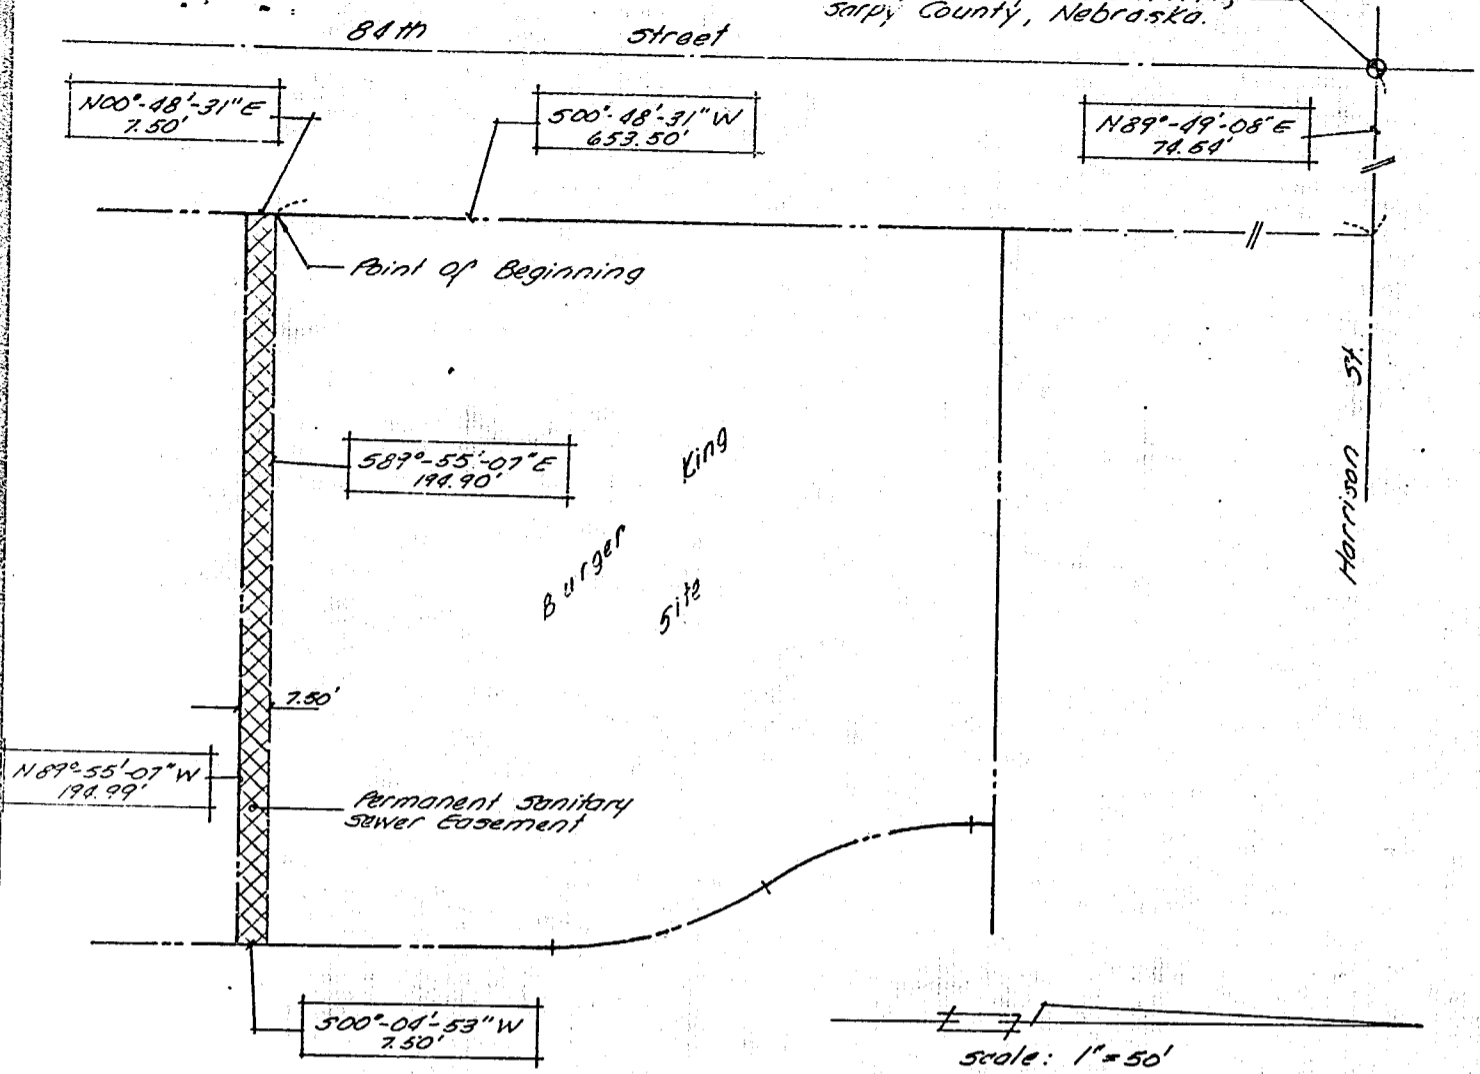 Sarpy County, Nebraska.
84th Street
N00°-48'-31" E
7.50'
S00°-48'-31" W
653.50'
N89°-49'-08" E
74.64'
Point of Beginning
Harrison St.
S89°-55'-07" E
194.90'
Burger King
Site
7.50'
N89°-55'-07" W
194.99'
Permanent Sanitary
Sewer Easement
S00°-04'-53" W
7.50'
Scale: 1" = 50'